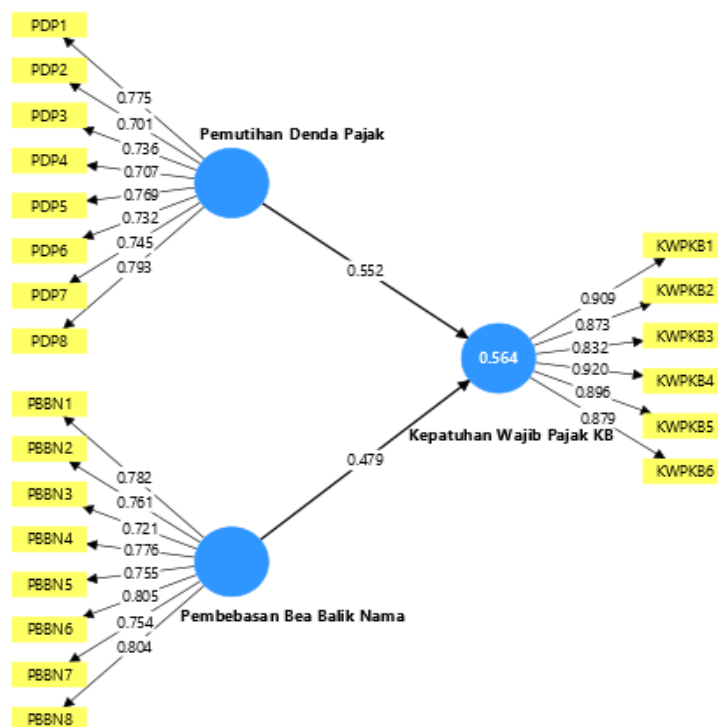 PDP1
PDP2
PDP3
PDP4
PDP5
PDP6
PDP7
PDP8
0.775
0.701
0.736
0.707
0.769
0.732
0.745
0.793
Pemutihan Denda Pajak
0.552
PBBN1
PBBN2
PBBN3
PBBN4
PBBN5
PBBN6
PBBN7
PBBN8
0.782
0.761
0.721
0.776
0.755
0.805
0.754
0.804
Pembebasan Bea Balik Nama
0.479
0.564
Kepatuhan Wajib Pajak KB
0.909
0.873
0.832
0.920
0.896
0.879
KWPKB1
KWPKB2
KWPKB3
KWPKB4
KWPKB5
KWPKB6